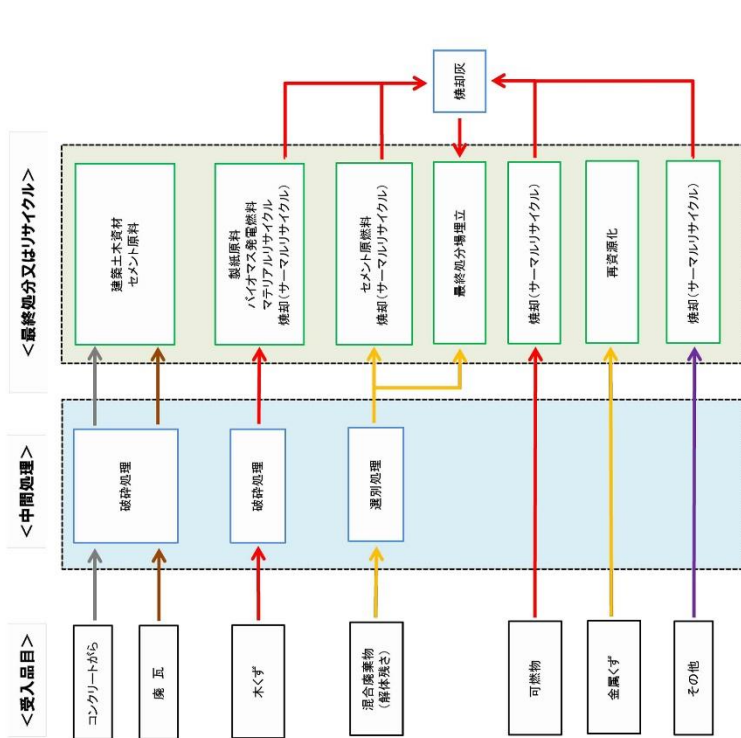 <受入品目>
コンクリートがら
廃 瓦
木くず
混合廃棄物
(解体残さ)
可燃物
金属くず
その他
<中間処理>
破砕処理
破砕処理
選別処理
<最終処分又はリサイクル>
建築土木資材
セメント原料
製紙原料
バイオマス発電燃料
マテリアルリサイクル
焼却(サーマルリサイクル)
セメント原燃料
焼却(サーマルリサイクル)
最終処分場埋立
焼却(サーマルリサイクル)
再資源化
焼却(サーマルリサイクル)
焼却灰